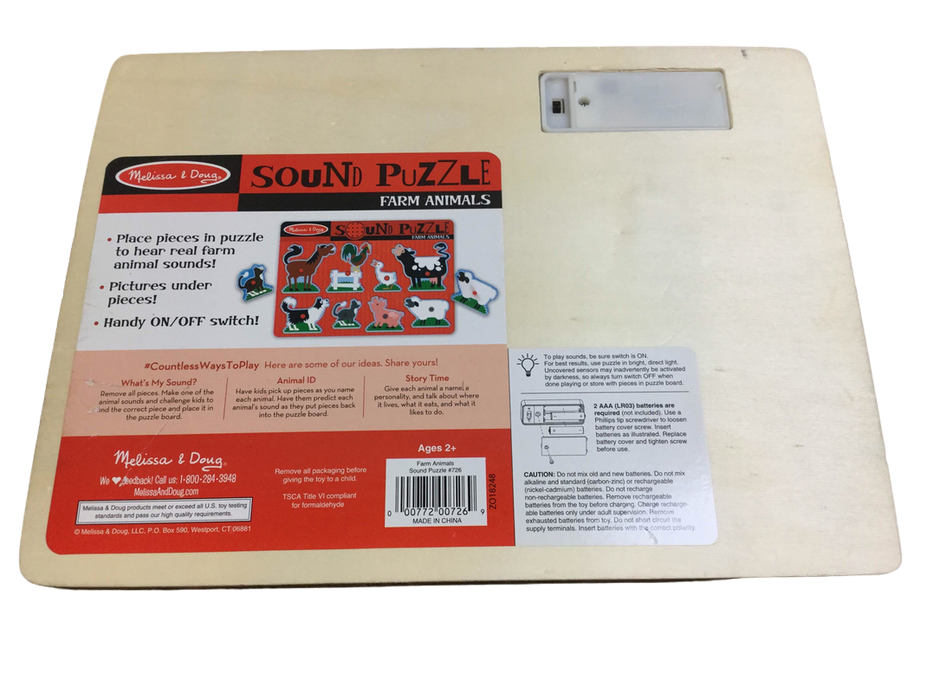 Melissa & Doug®
SOUND PUZZLE
FARM ANIMALS
• Place pieces in puzzle
to hear real farm
animal sounds!
• Pictures under
pieces!
• Handy ON/OFF switch!
Melissa & Doug
SOUND PUZZLE
FARM ANIMALS
#CountlessWaysToPlay Here are some of our ideas. Share yours!
What's My Sound?
Remove all pieces. Make one of the
animal sounds and challenge kids to
find the correct piece and place it in
the puzzle board.
Animal ID
Have kids pick up pieces as you name
each animal. Have them predict each
animal's sound as they put pieces back
into the puzzle board.
Story Time
Give each animal a name, a
personality, and talk about where
it lives, what it eats, and what it
likes to do.
Melissa & Doug®
We ♥ feedback! Call us: 1-800-284-3948
MelissaAndDoug.com
Melissa & Doug products meet or exceed all U.S. toy testing
standards and pass our high quality requirements.
© Melissa & Doug, LLC, P.O. Box 590, Westport, CT 06881
Remove all packaging before
giving the toy to a child.
TSCA Title VI compliant
for formaldehyde
Ages 2+
Farm Animals
Sound Puzzle #726
0 00772 00726 9
MADE IN CHINA
ZO18248
To play sounds, be sure switch is ON.
For best results, use puzzle in bright, direct light.
Uncovered sensors may inadvertently be activated
by darkness, so always turn switch OFF when
done playing or store with pieces in puzzle board.
2 AAA (LR03) batteries are
required (not included). Use a
Phillips tip screwdriver to loosen
battery cover screw. Insert
batteries as illustrated. Replace
battery cover and tighten screw
before use.
CAUTION: Do not mix old and new batteries. Do not mix
alkaline and standard (carbon-zinc) or rechargeable
(nickel-cadmium) batteries. Do not recharge
non-rechargeable batteries. Remove rechargeable
batteries from the toy before charging. Charge recharge-
able batteries only under adult supervision. Remove
exhausted batteries from toy. Do not short circuit the
supply terminals. Insert batteries with the correct polarity.